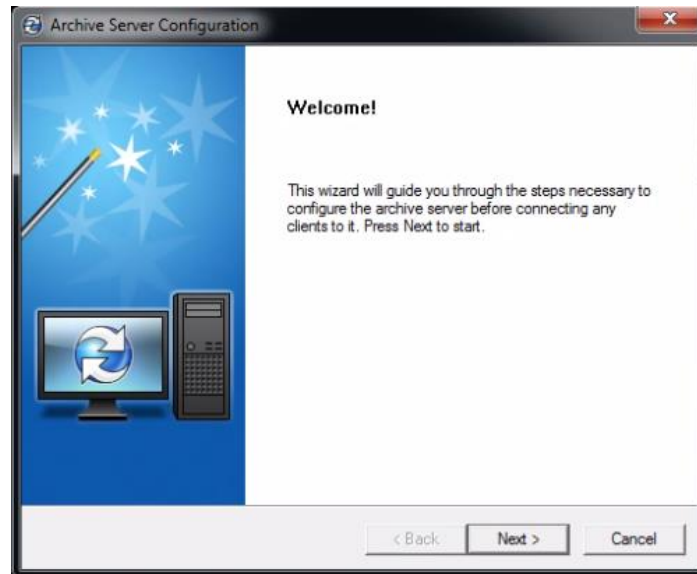 Archive Server Configuration
Welcome!
This wizard will guide you through the steps necessary to
configure the archive server before connecting any
clients to it. Press Next to start.
< Back Next > Cancel